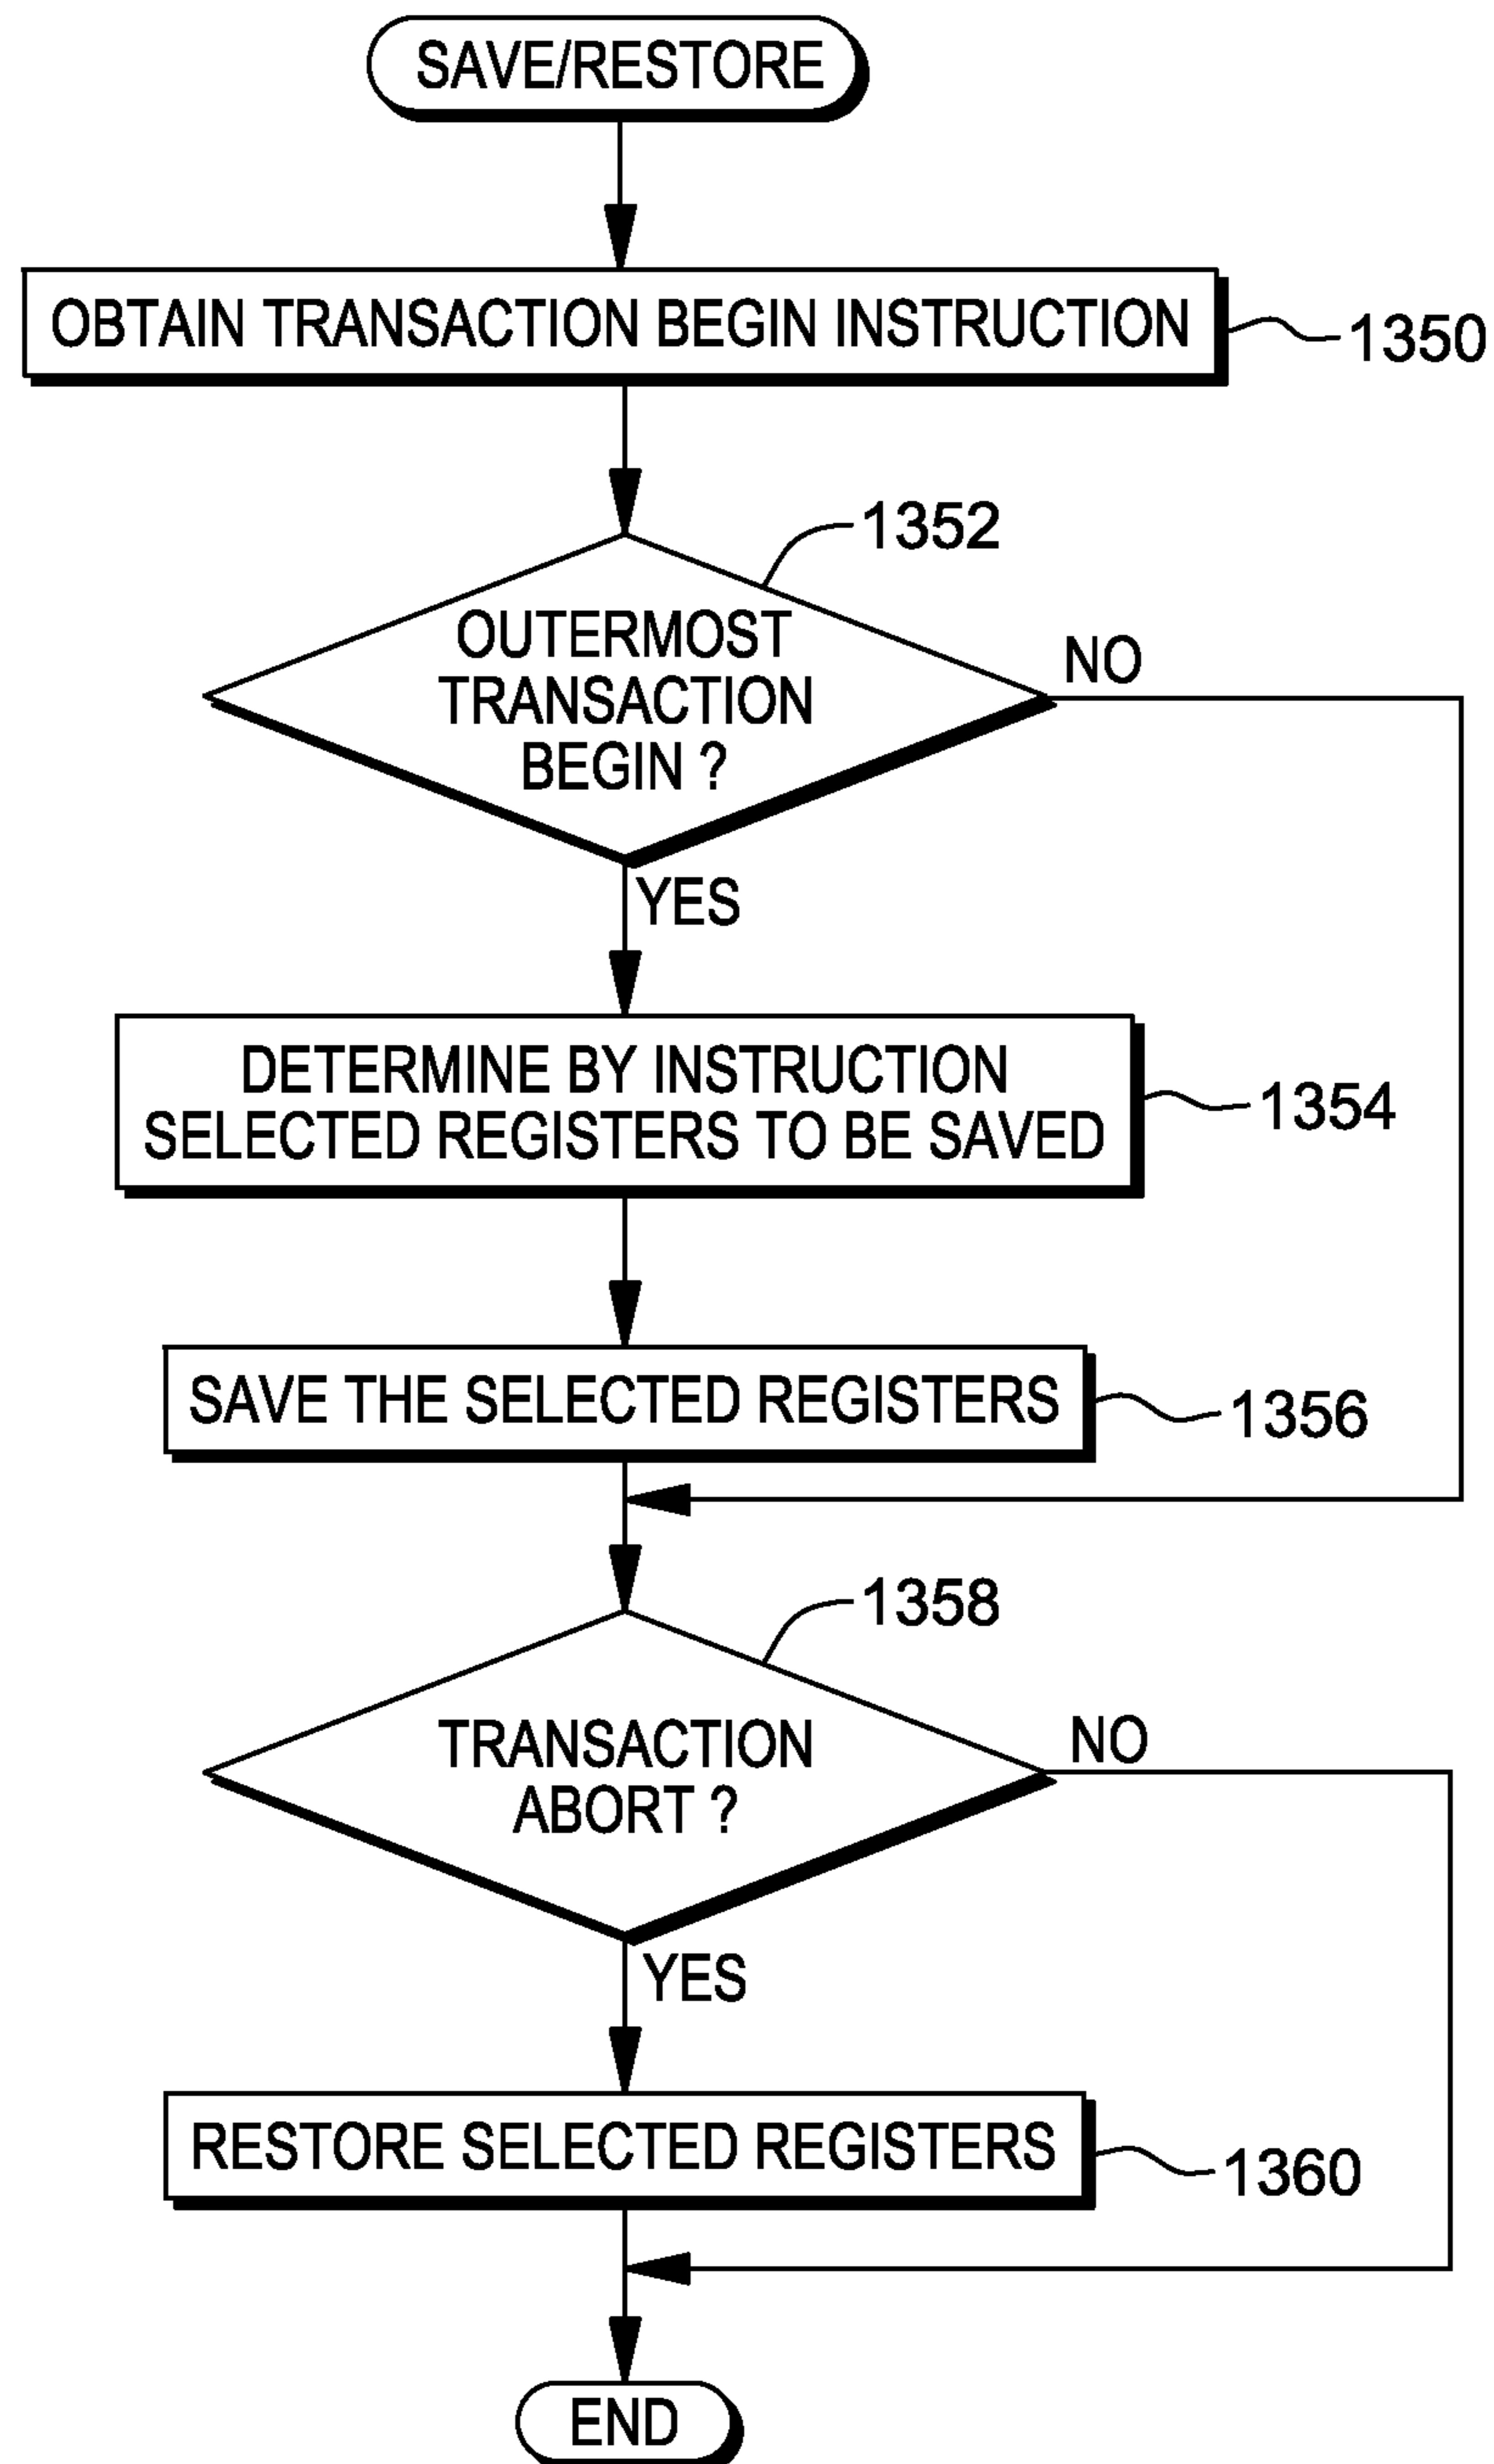 SAVE/RESTORE
OBTAIN TRANSACTION BEGIN INSTRUCTION
1350
1352
OUTERMOST
TRANSACTION
BEGIN ?
NO
YES
DETERMINE BY INSTRUCTION
SELECTED REGISTERS TO BE SAVED
1354
SAVE THE SELECTED REGISTERS
1356
1358
TRANSACTION
ABORT ?
NO
YES
RESTORE SELECTED REGISTERS
1360
END